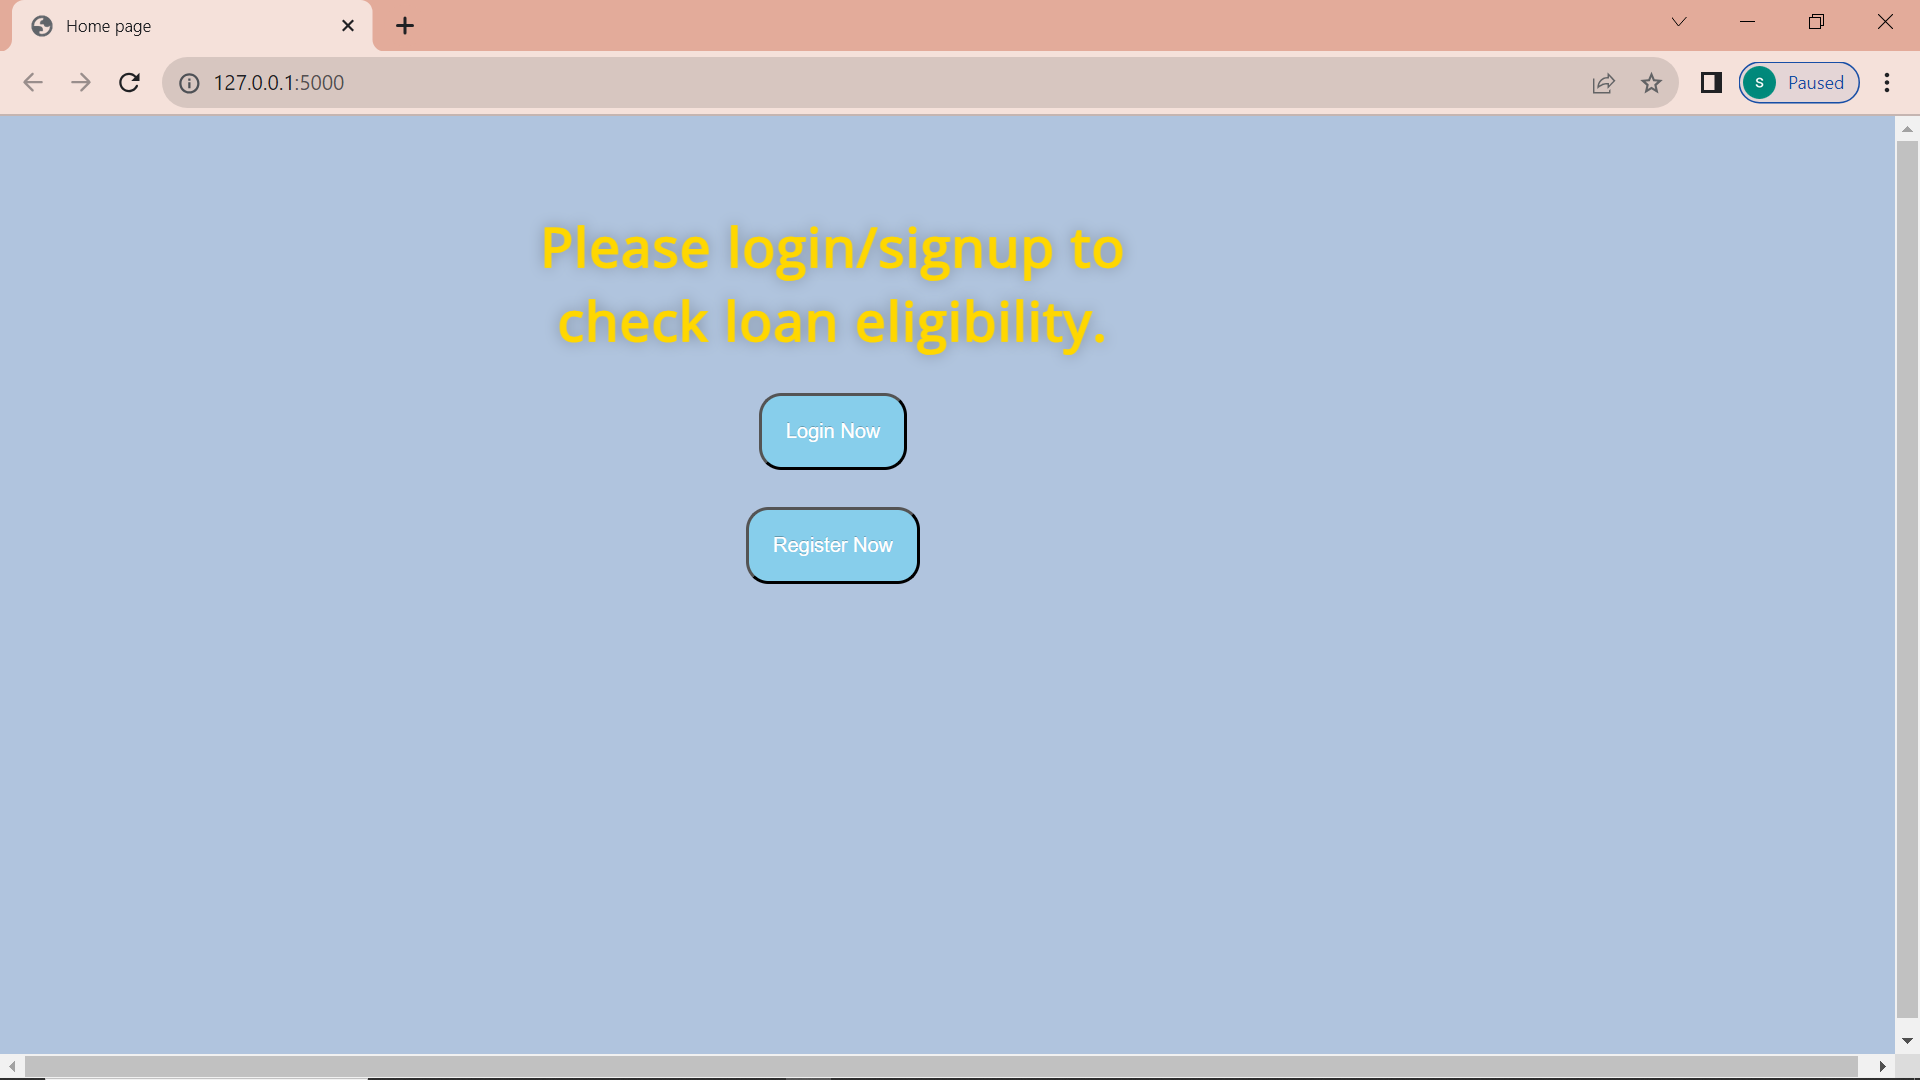 Home page
127.0.0.1:5000
S
Paused
Please login/signup to
check loan eligibility.
Login Now
Register Now